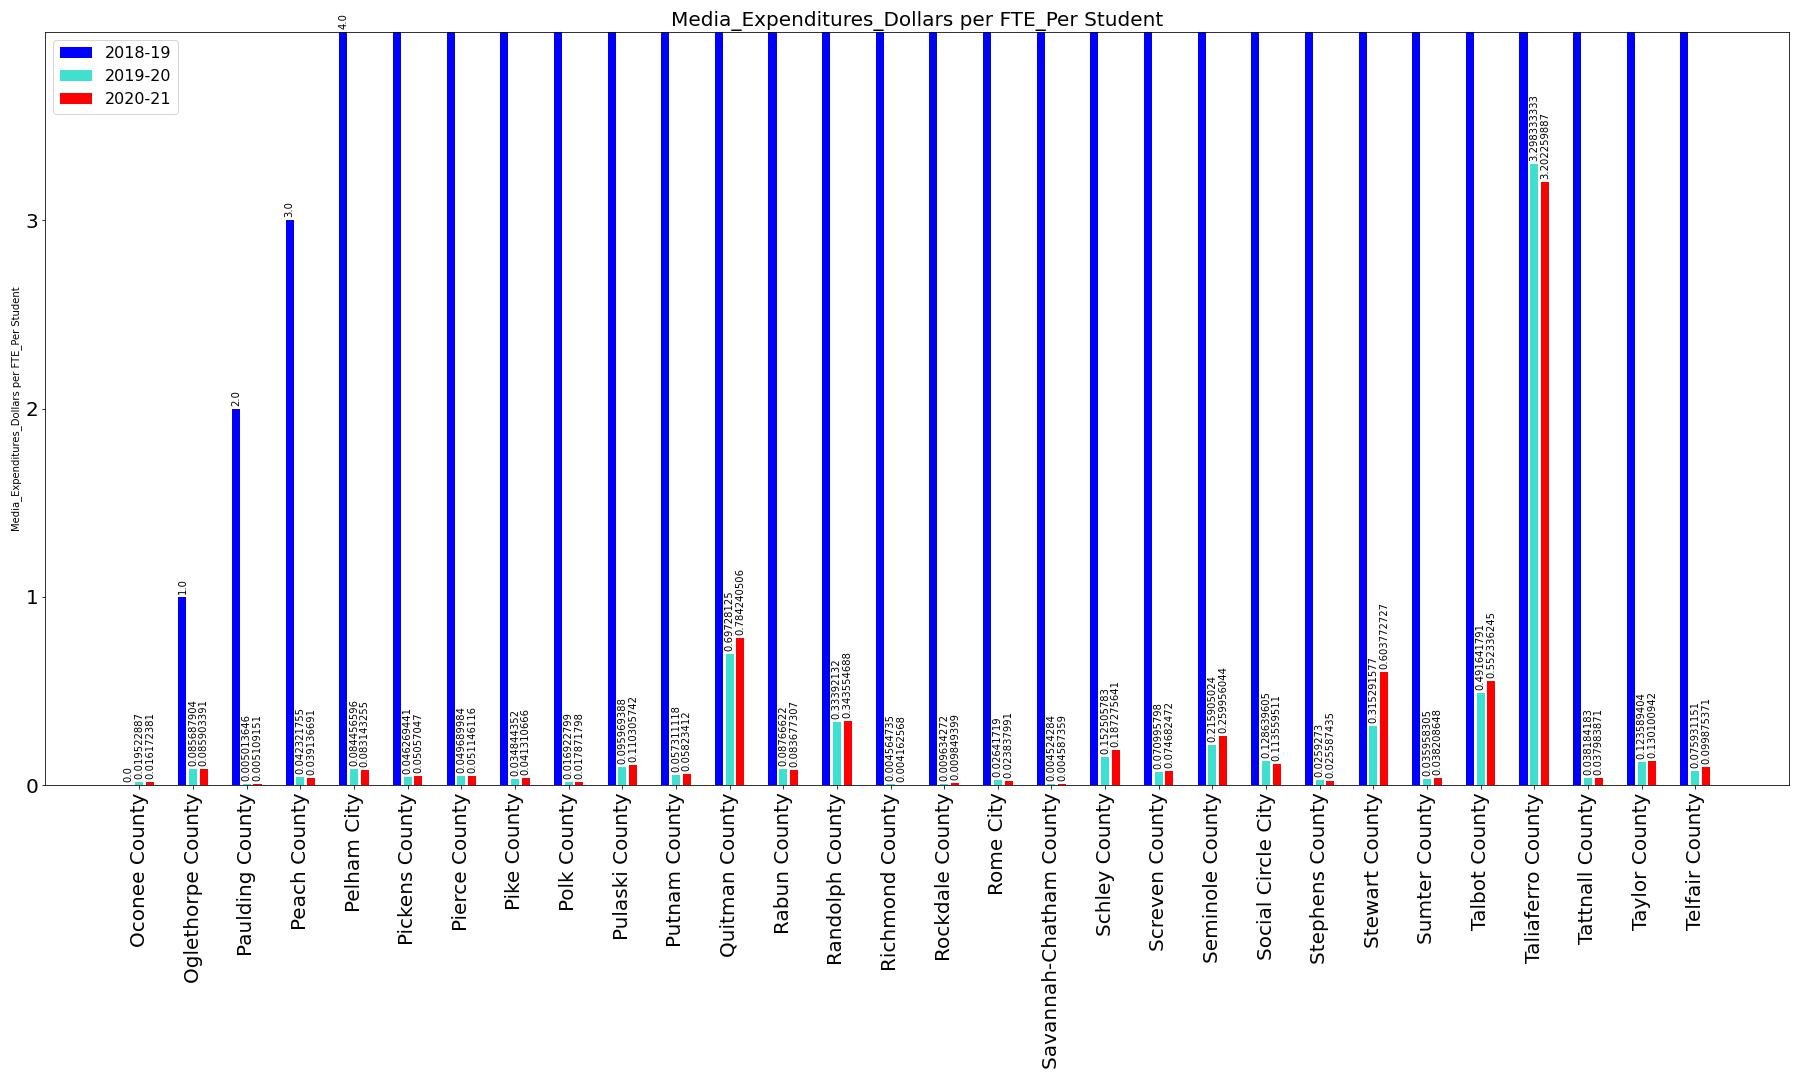 Media_Expenditures_Dollars per FTE_Per Student
2018-19
2019-20
2020-21
Media_Expenditures_Dollars per FTE_Per Student
3
2
1
0
0.0
0.019522887
0.016172381
1.0
0.085687904
0.085903391
2.0
0.005013646
0.005109151
3.0
0.042321755
0.039136691
4.0
0.084456596
0.083143255
0.046269441
0.05057047
0.049689984
0.051146116
0.034844352
0.041310666
0.016922799
0.017871798
0.095969388
0.110305742
0.057311118
0.05823412
0.69728125
0.784240506
0.08766622
0.083677307
0.33392132
0.343554688
0.004564735
0.004162568
0.009634272
0.009849399
0.02641719
0.023837991
0.004524284
0.004587359
0.152505783
0.187275641
0.070995798
0.074682472
0.215905024
0.259956044
0.128639605
0.113559511
0.0259273
0.025587435
0.315291577
0.603772727
0.035958305
0.038208648
0.491641791
0.552336245
3.298333333
3.202259887
0.038184183
0.037983871
0.123589404
0.130100942
0.075931151
0.099875371
Oconee County
Oglethorpe County
Paulding County
Peach County
Pelham City
Pickens County
Pierce County
Pike County
Polk County
Pulaski County
Putnam County
Quitman County
Rabun County
Randolph County
Richmond County
Rockdale County
Rome City
Savannah-Chatham County
Schley County
Screven County
Seminole County
Social Circle City
Stephens County
Stewart County
Sumter County
Talbot County
Taliaferro County
Tattnall County
Taylor County
Telfair County